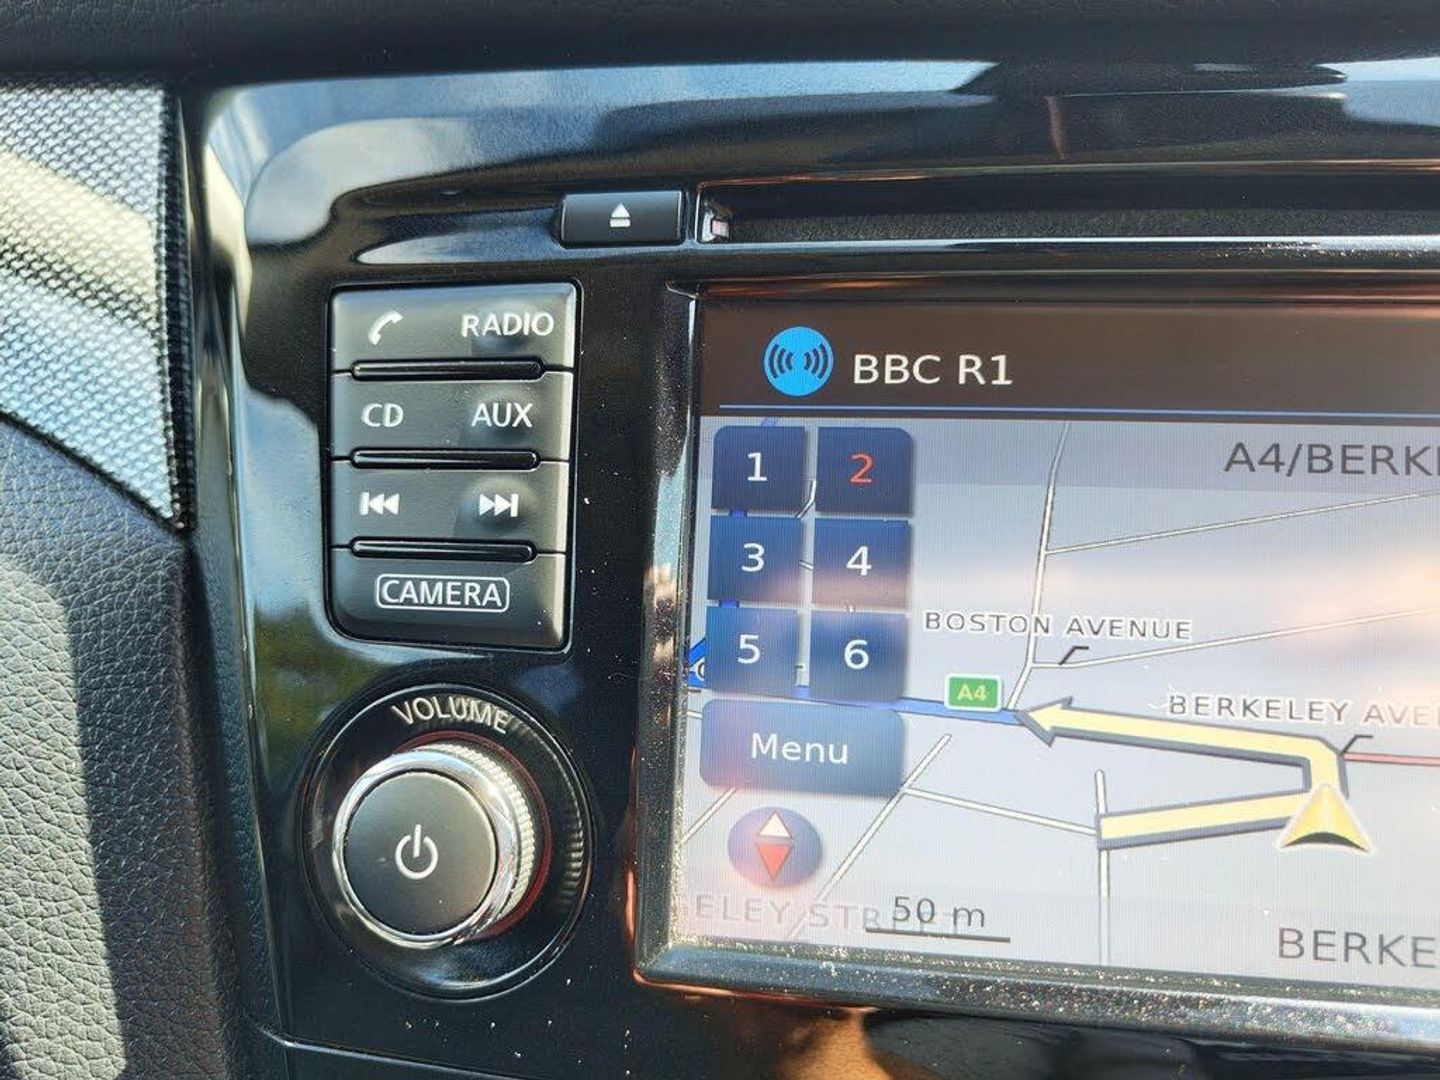 RADIO
CD AUX
CAMERA
VOLUME
BBC R1
A4/BERK
1 2
3 4
5 6
BOSTON AVENUE
A4
BERKELEY AVE
Menu
50 m
BERKE